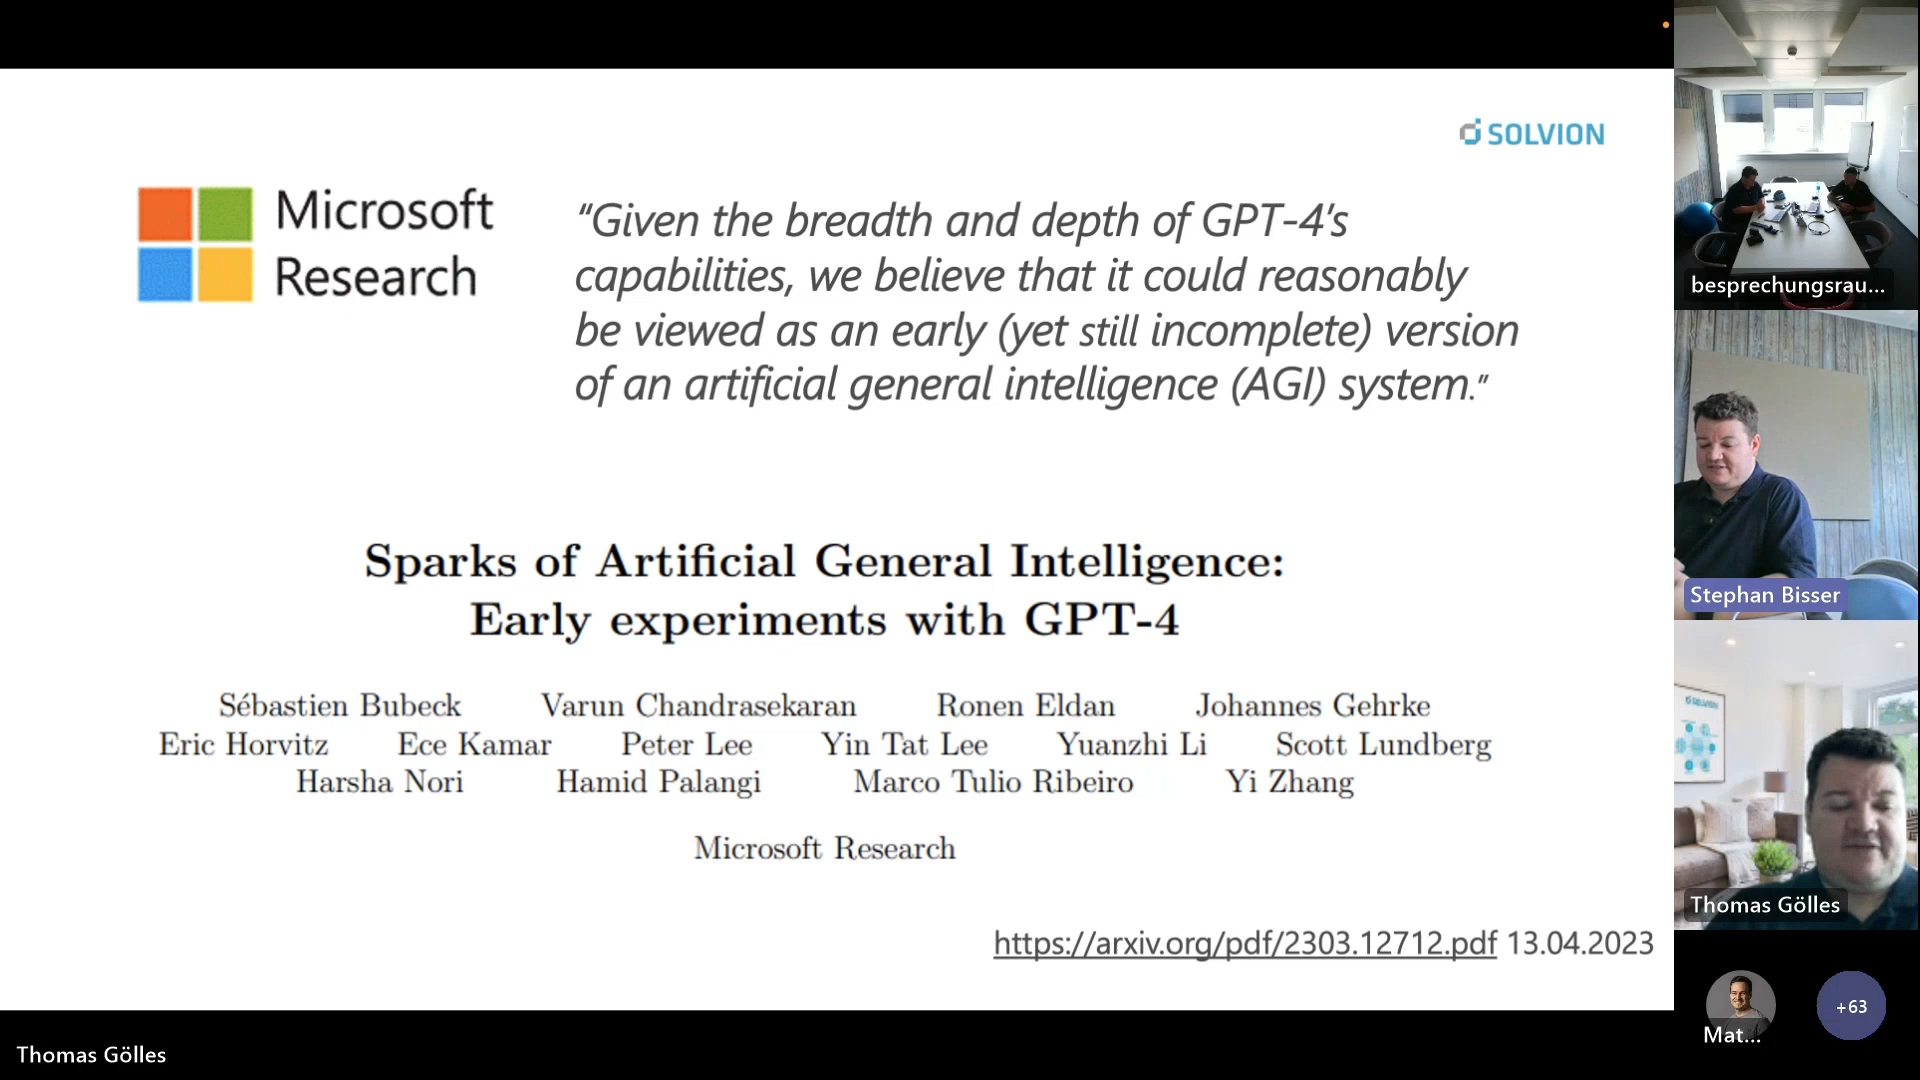 SOLVION
Microsoft
Research
“Given the breadth and depth of GPT-4's
capabilities, we believe that it could reasonably
be viewed as an early (yet still incomplete) version
of an artificial general intelligence (AGI) system.”
Sparks of Artificial General Intelligence:
Early experiments with GPT-4
Sébastien Bubeck Varun Chandrasekaran Ronen Eldan Johannes Gehrke
Eric Horvitz Ece Kamar Peter Lee Yin Tat Lee Yuanzhi Li Scott Lundberg
Harsha Nori Hamid Palangi Marco Tulio Ribeiro Yi Zhang
Microsoft Research
https://arxiv.org/pdf/2303.12712.pdf 13.04.2023
Thomas Gölles
besprechungsrau...
Stephan Bisser
SOLVION
Thomas Gölles
Mat...
+63